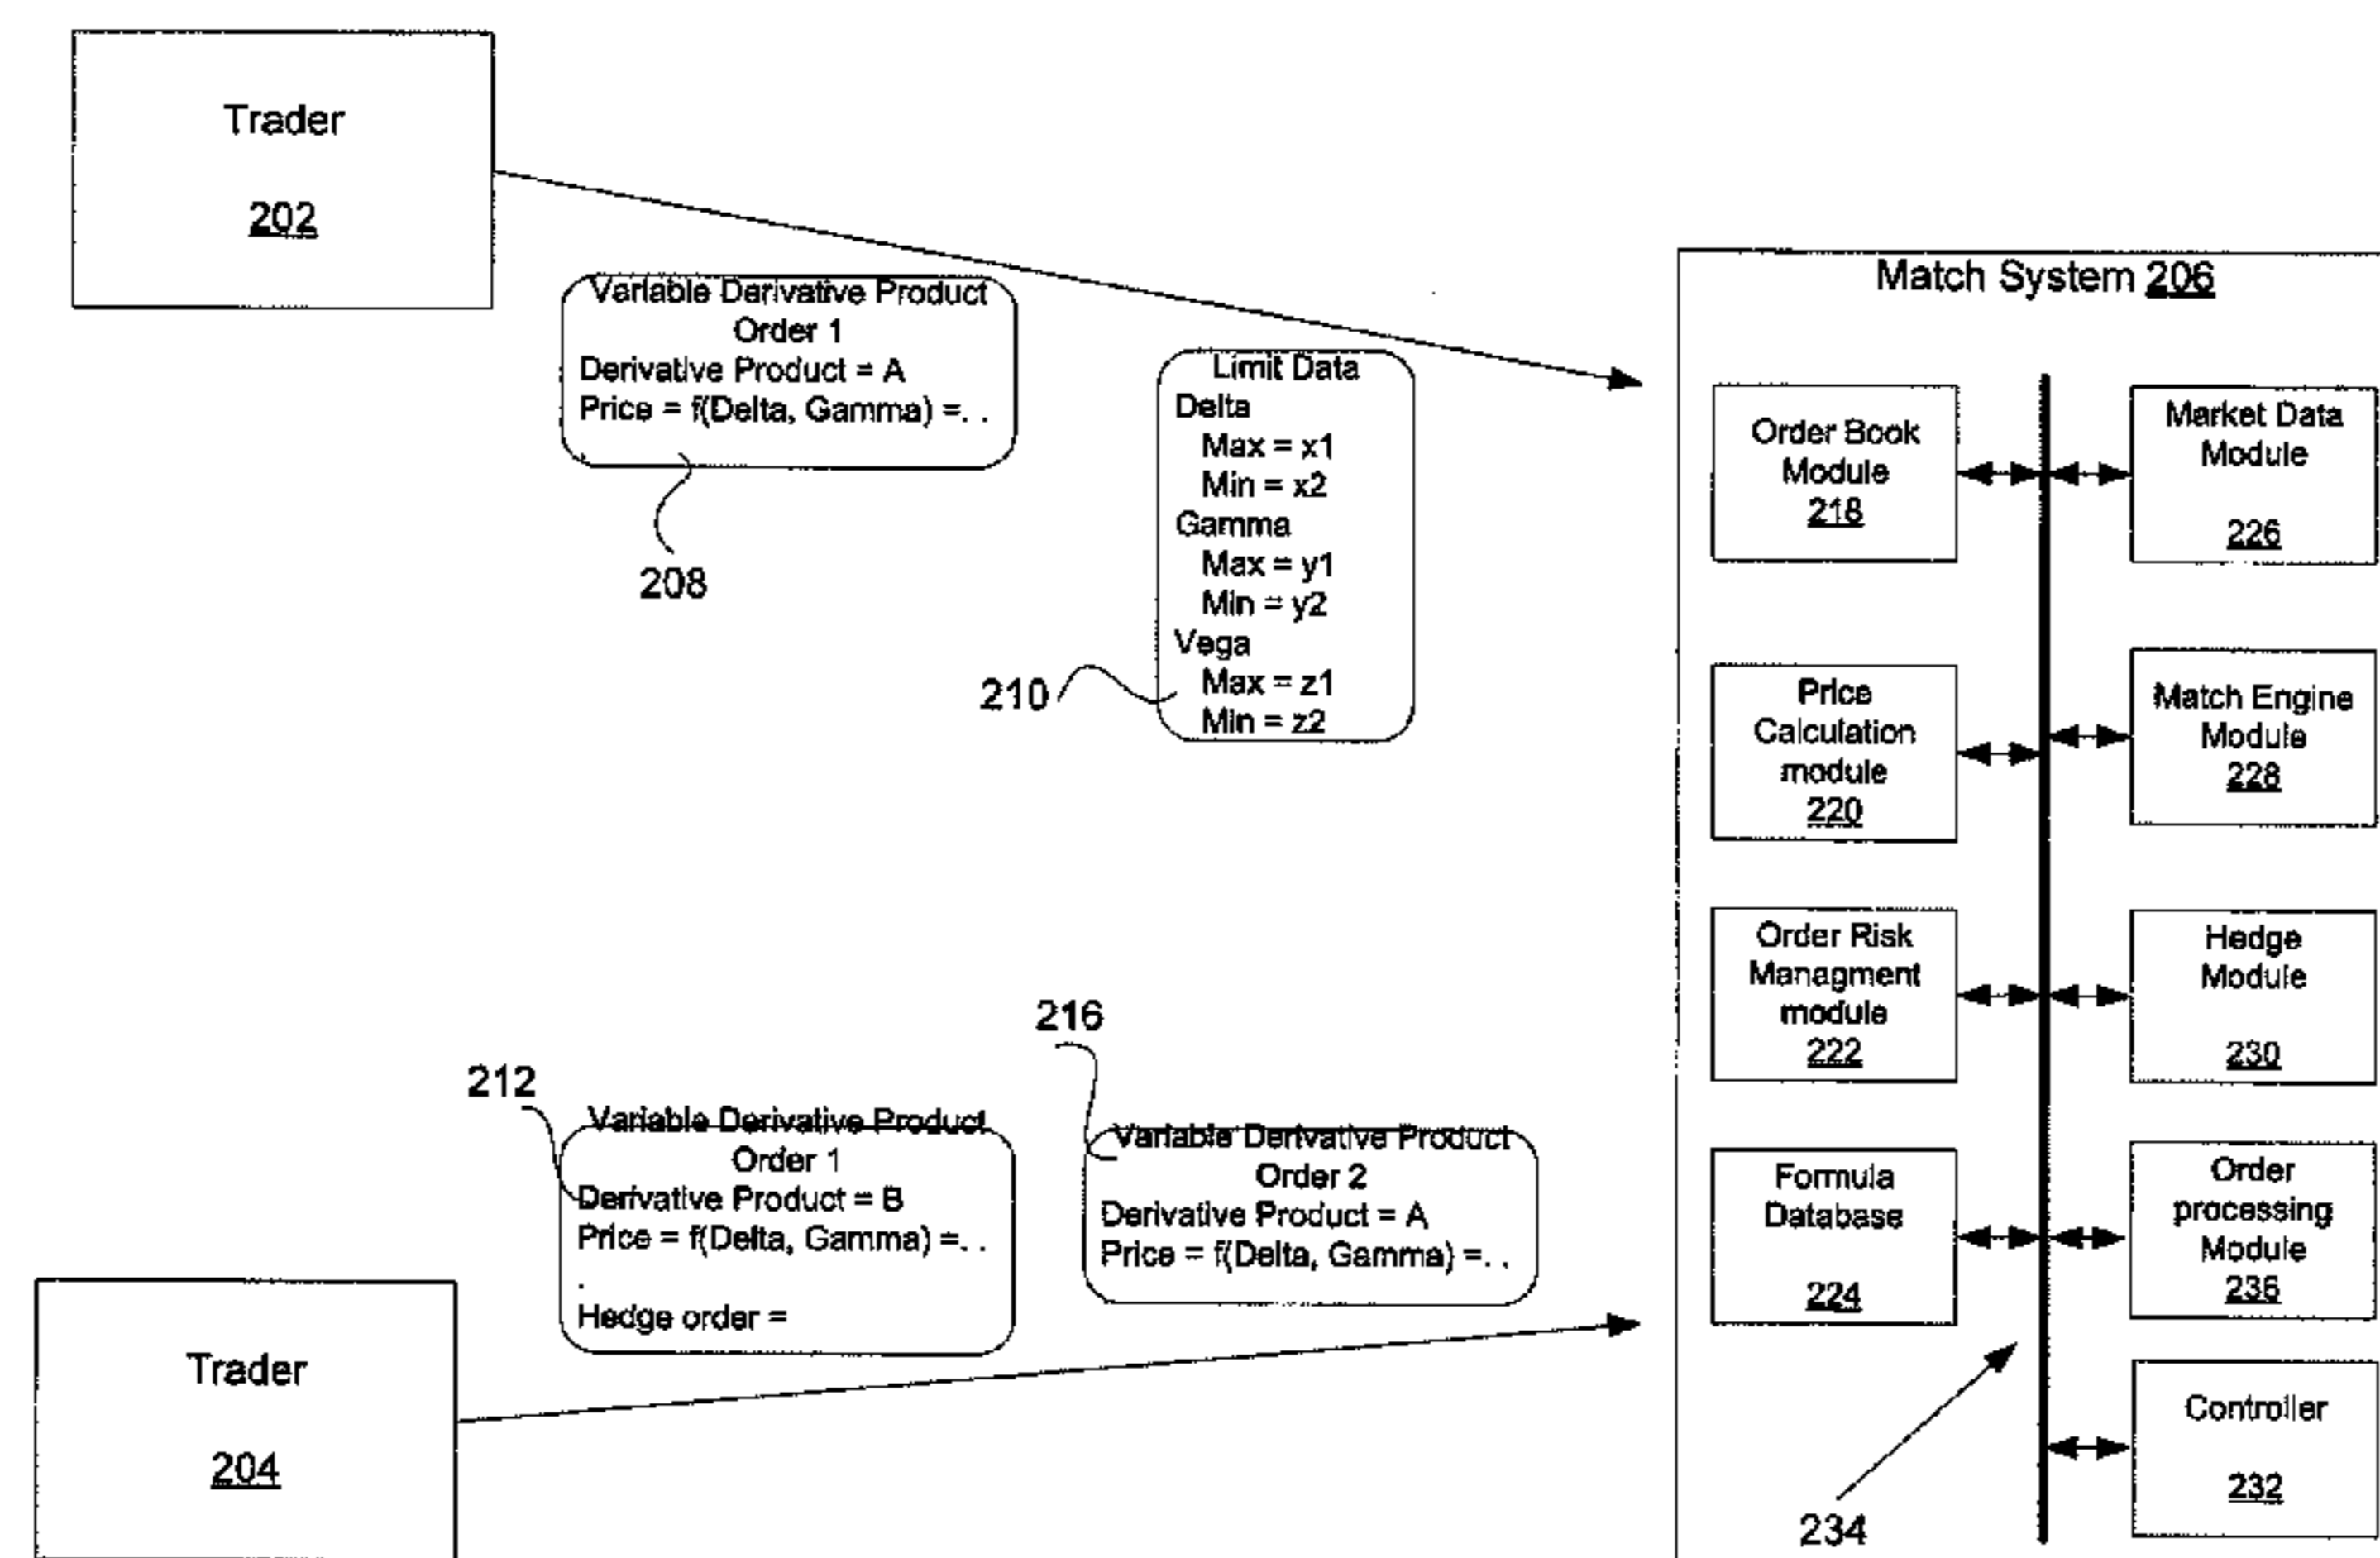 Trader
202
Variable Derivative Product
Order 1
Derivative Product = A
Price = f(Delta, Gamma) =. .
.
208
Limit Data
Delta
Max = x1
Min = x2
Gamma
Max = y1
Min = y2
Vega
Max = z1
Min = z2
210
212
Variable Derivative Product
Order 1
Derivative Product = B
Price = f(Delta, Gamma) =. .
.
Hedge order =
216
Variable Derivative Product
Order 2
Derivative Product = A
Price = f(Delta, Gamma) =. .
Trader
204
Match System 206
Order Book
Module
218
Market Data
Module
226
Price
Calculation
module
220
Match Engine
Module
228
Order Risk
Managment
module
222
Hedge
Module
230
Formula
Database
224
Order
processing
Module
236
Controller
232
234